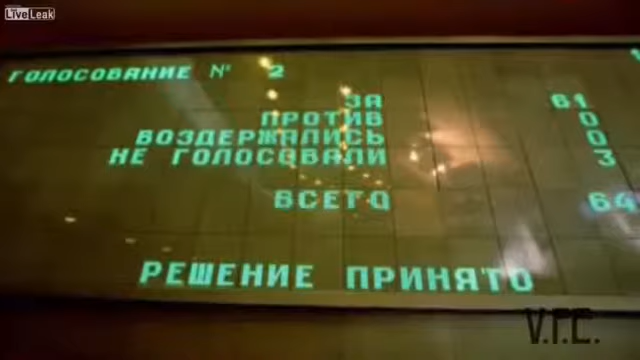 LiveLeak
ГОЛОСОВАНИЕ № 2
ЗА 61
ПРОТИВ 0
ВОЗДЕРЖАЛИСЬ 0
НЕ ГОЛОСОВАЛИ 3
ВСЕГО 64
РЕШЕНИЕ ПРИНЯТО
V.F.C.